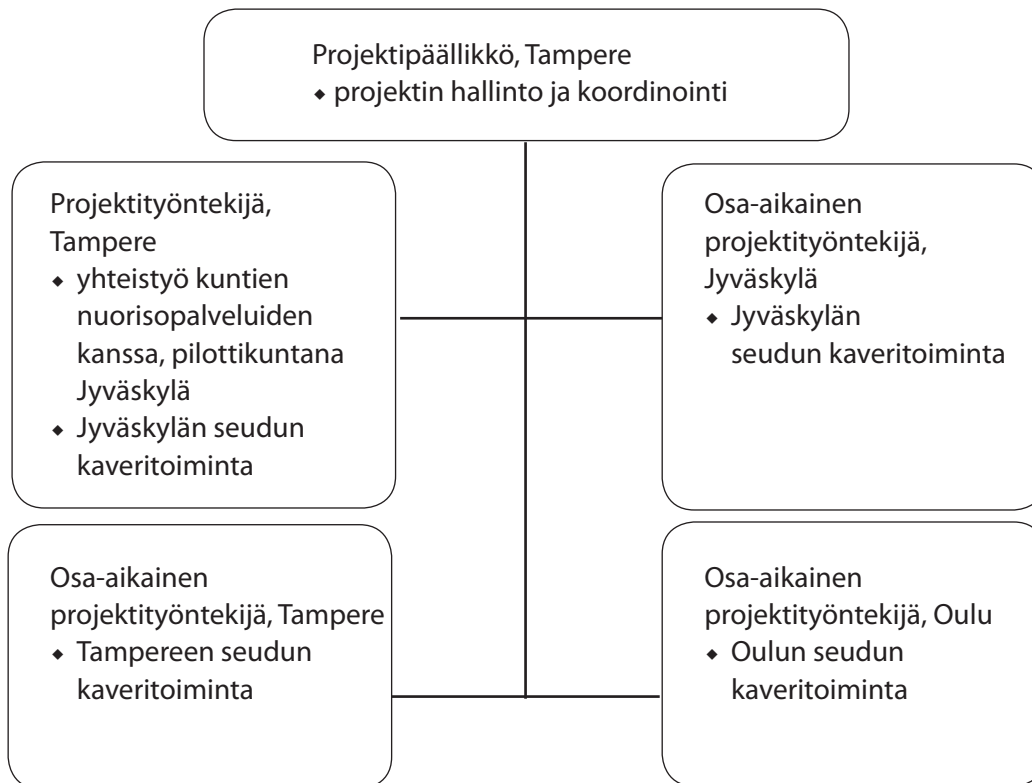 Projektipäällikkö, Tampere
◆ projektin hallinto ja koordinointi
Projektityöntekijä,
Tampere
◆ yhteistyö kuntien
nuorisopalveluiden
kanssa, pilottikuntana
Jyväskylä
◆ Jyväskylän seudun
kaveritoiminta
Osa-aikainen
projektityöntekijä,
Jyväskylä
◆ Jyväskylän
seudun kaveritoiminta
Osa-aikainen
projektityöntekijä, Tampere
◆ Tampereen seudun
kaveritoiminta
Osa-aikainen
projektityöntekijä, Oulu
◆ Oulun seudun
kaveritoiminta